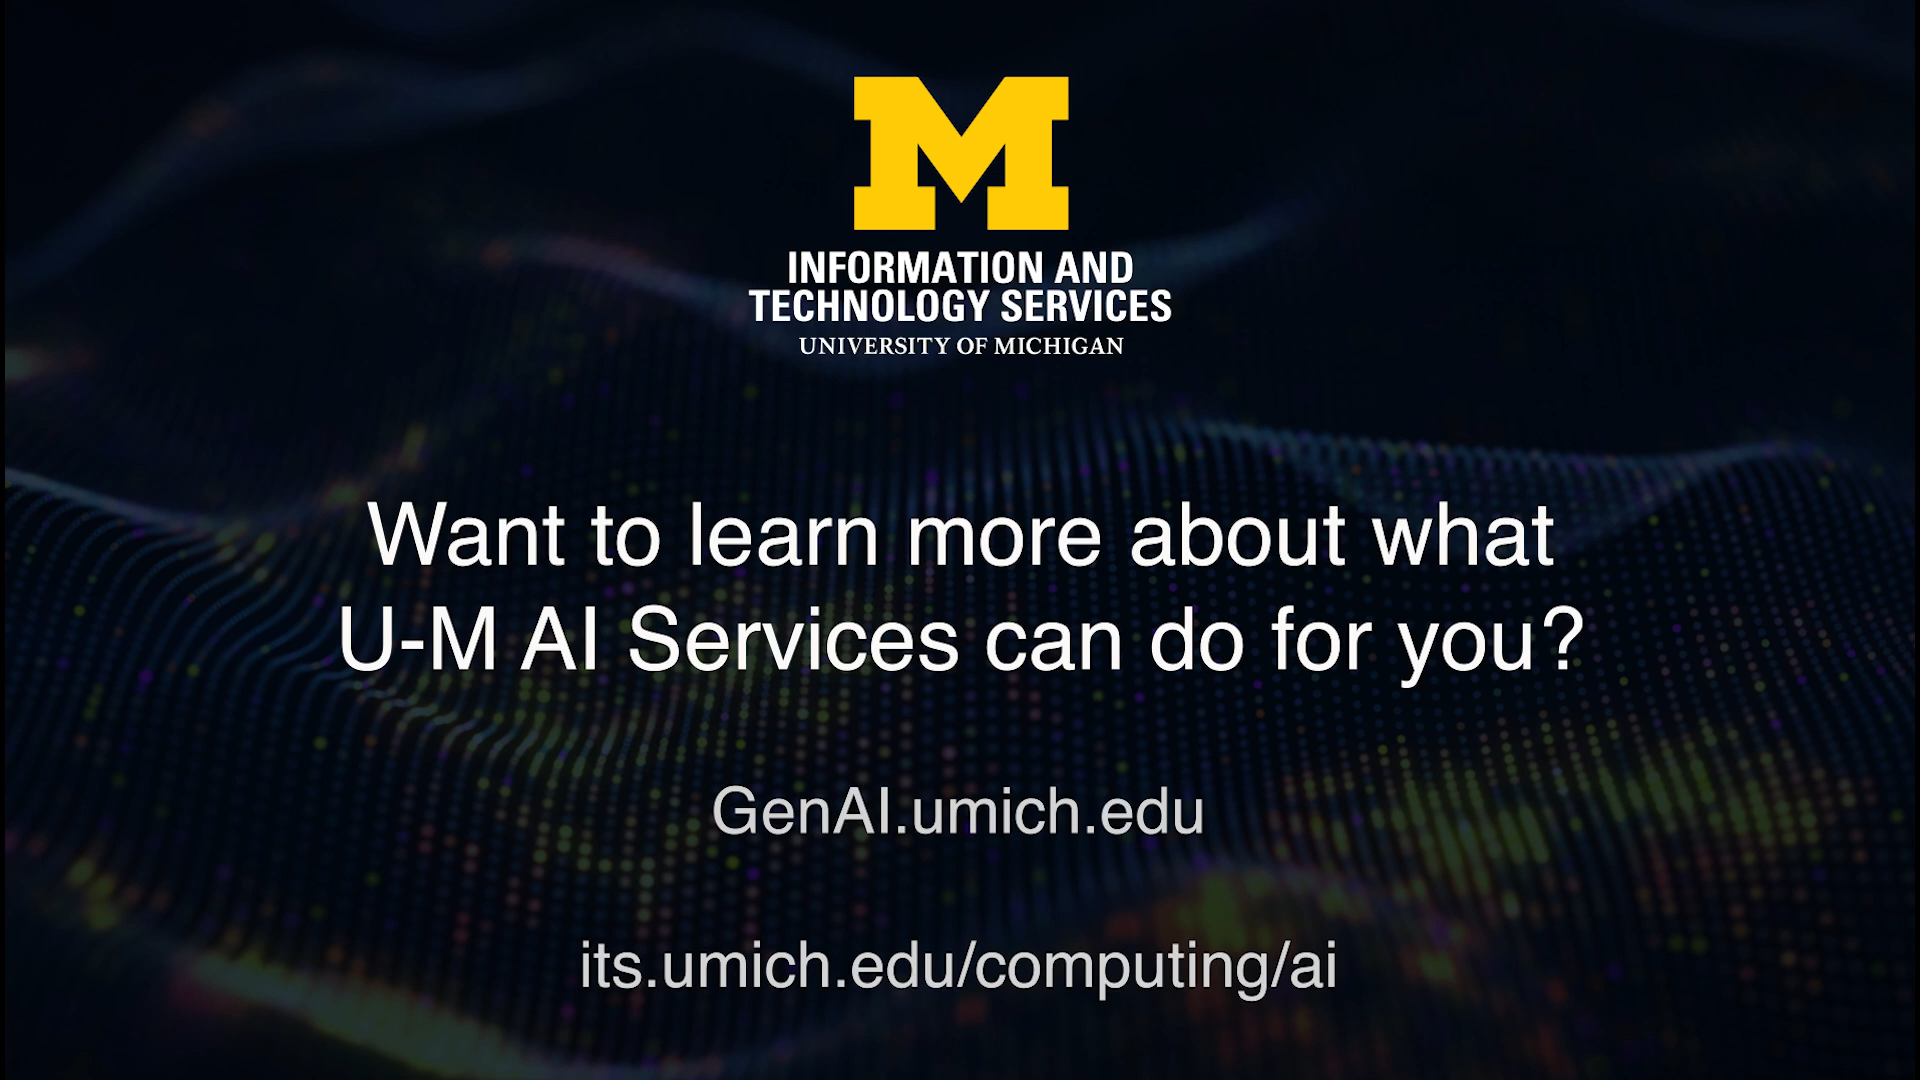 M
INFORMATION AND
TECHNOLOGY SERVICES
UNIVERSITY OF MICHIGAN
Want to learn more about what
U-M AI Services can do for you?
GenAI.umich.edu
its.umich.edu/computing/ai